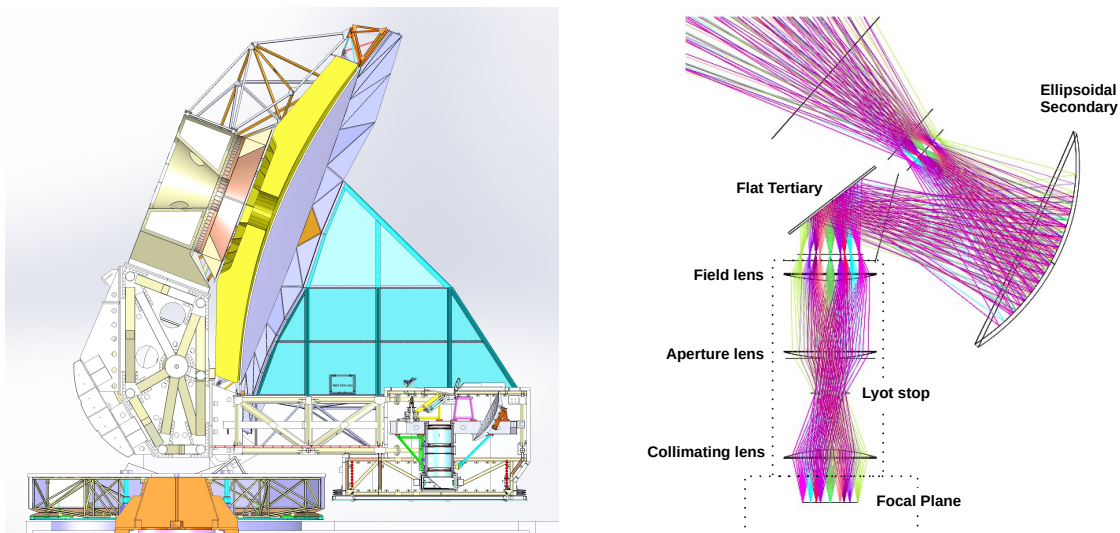 Ellipsoidal
Secondary
Flat Tertiary
Field lens
Aperture lens
Lyot stop
Collimating lens
Focal Plane